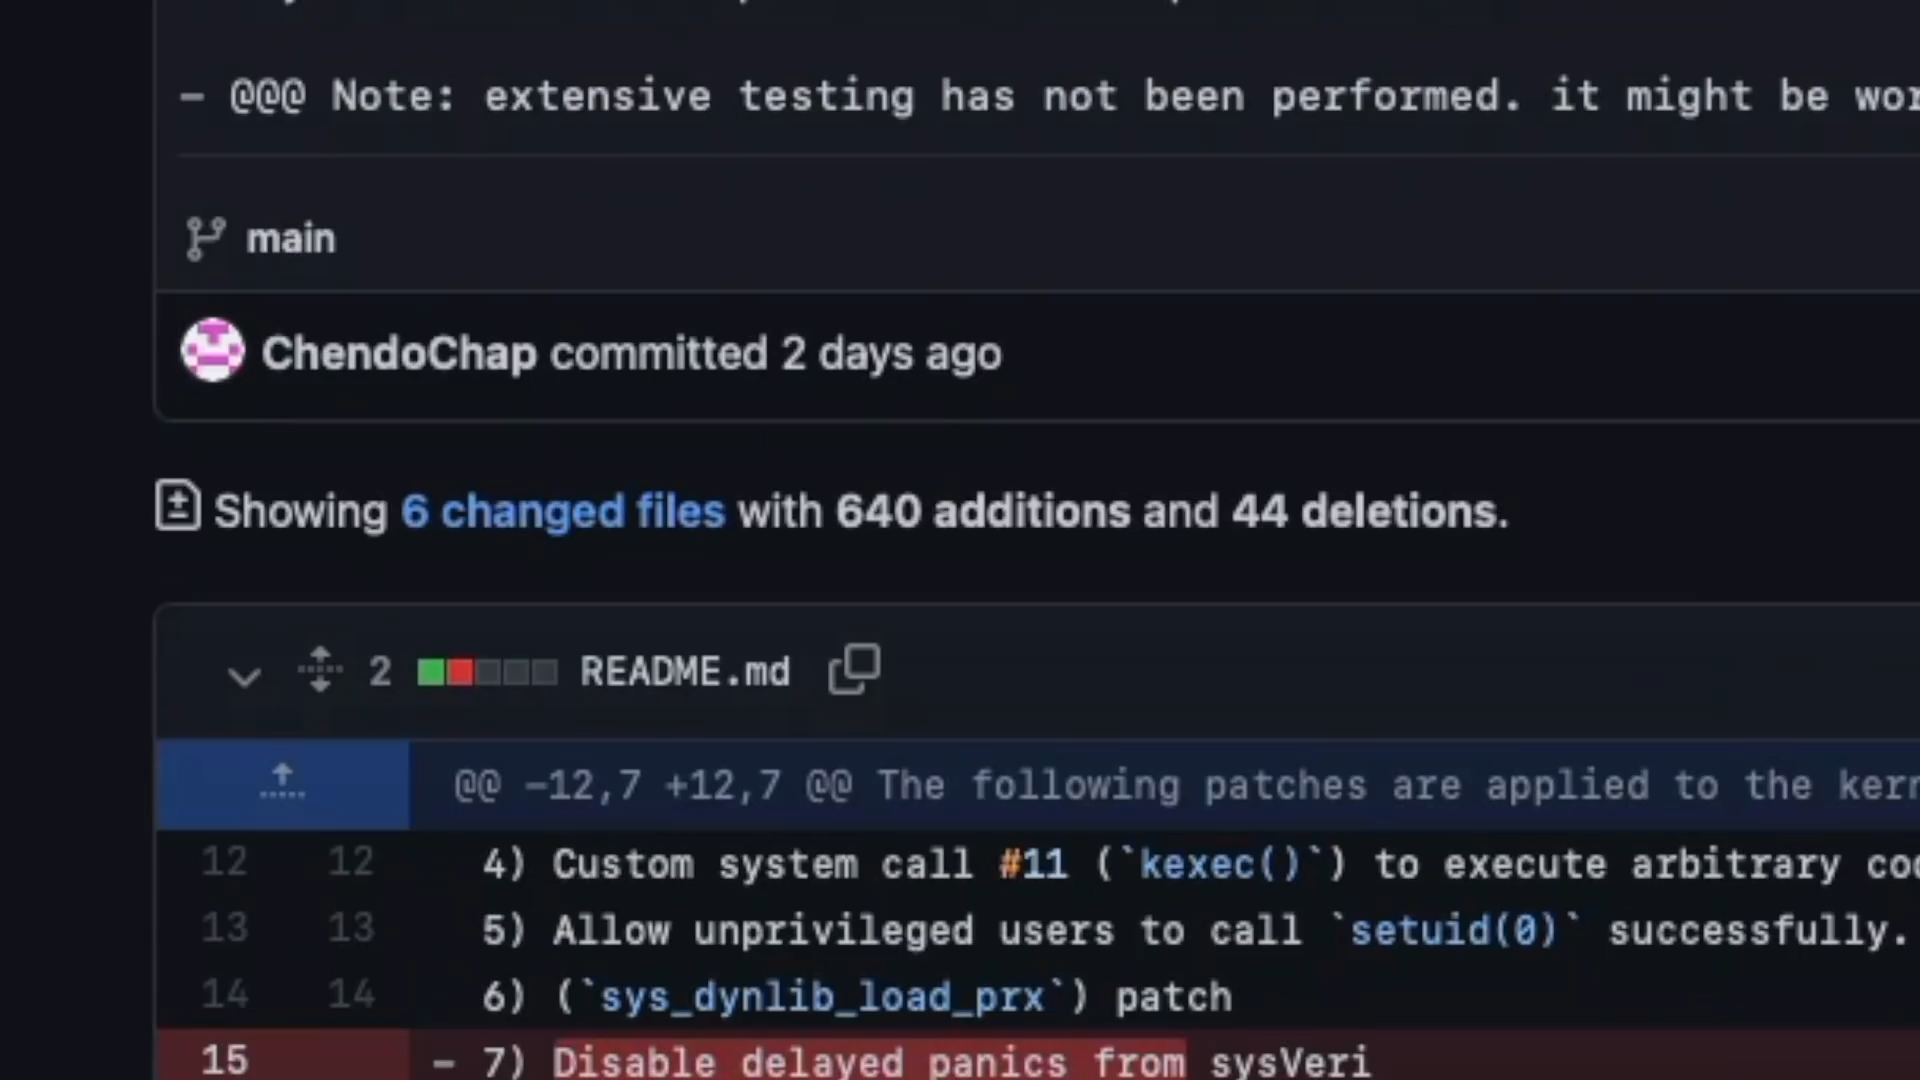 – @@@ Note: extensive testing has not been performed. it might be
main
ChendoChap committed 2 days ago
Showing 6 changed files with 640 additions and 44 deletions.
2 README.md
@@ –12,7 +12,7 @@ The following patches are applied to the
12 12 4) Custom system call #11 (`kexec()`) to execute arbitrary
13 13 5) Allow unprivileged users to call `setuid(0)` successfully.
14 14 6) (`sys_dynlib_load_prx`) patch
15 – 7) Disable delayed panics from sysVeri